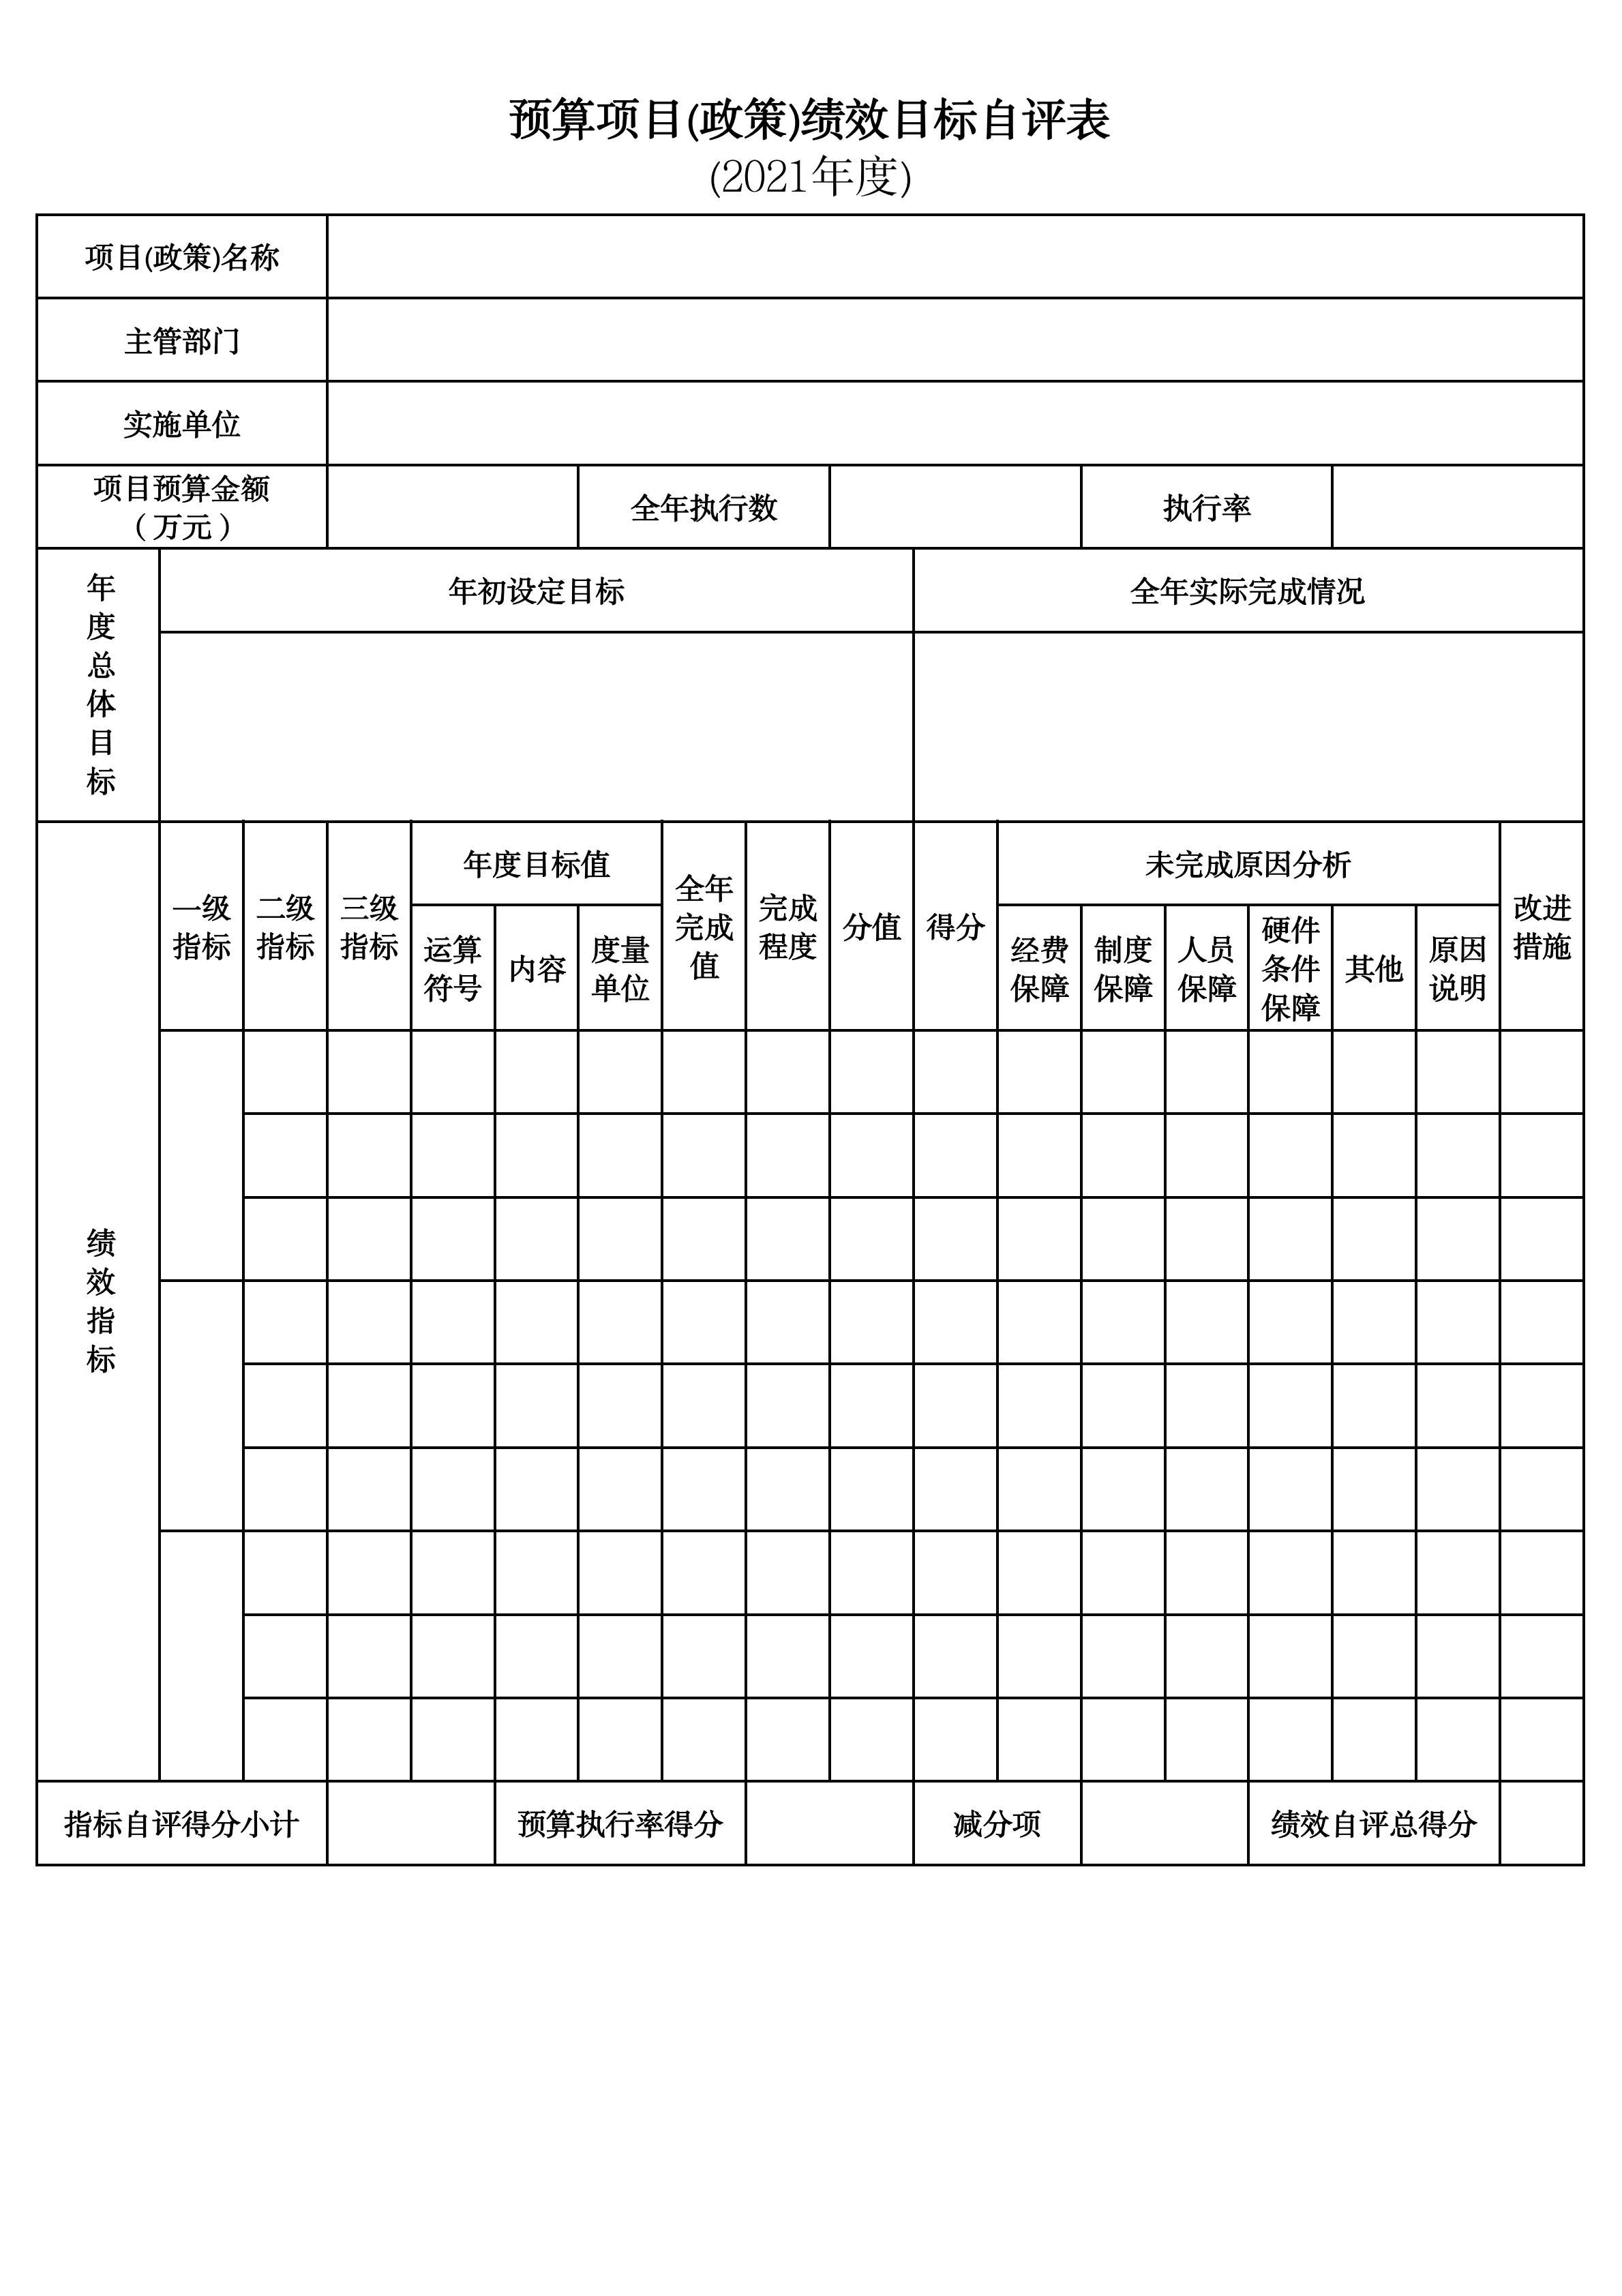 预算项目(政策)绩效目标自评表
(2021年度)
项目(政策)名称
主管部门
实施单位
项目预算金额
（万元）
全年执行数
执行率
年
度
总
体
目
标
年初设定目标
全年实际完成情况
绩
效
指
标
一级
指标
二级
指标
三级
指标
年度目标值
运算
符号
内容
度量
单位
全年
完成
值
完成
程度
分值
得分
未完成原因分析
经费
保障
制度
保障
人员
保障
硬件
条件
保障
其他
原因
说明
改进
措施
指标自评得分小计
预算执行率得分
减分项
绩效自评总得分